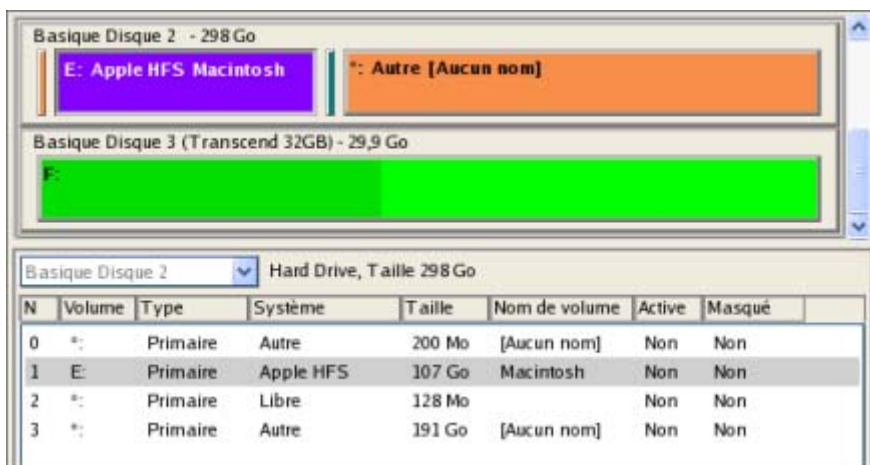 Basique Disque 2 - 298 Go
E: Apple HFS Macintosh
*: Autre [Aucun nom]
Basique Disque 3 (Transcend 32GB) - 29,9 Go
F:
Basique Disque 2 Hard Drive, Taille 298 Go
N Volume Type Système Taille Nom de volume Active Masqué
0 *: Primaire Autre 200 Mo [Aucun nom] Non Non
1 E: Primaire Apple HFS 107 Go Macintosh Non Non
2 *: Primaire Libre 128 Mo Non Non
3 *: Primaire Autre 191 Go [Aucun nom] Non Non